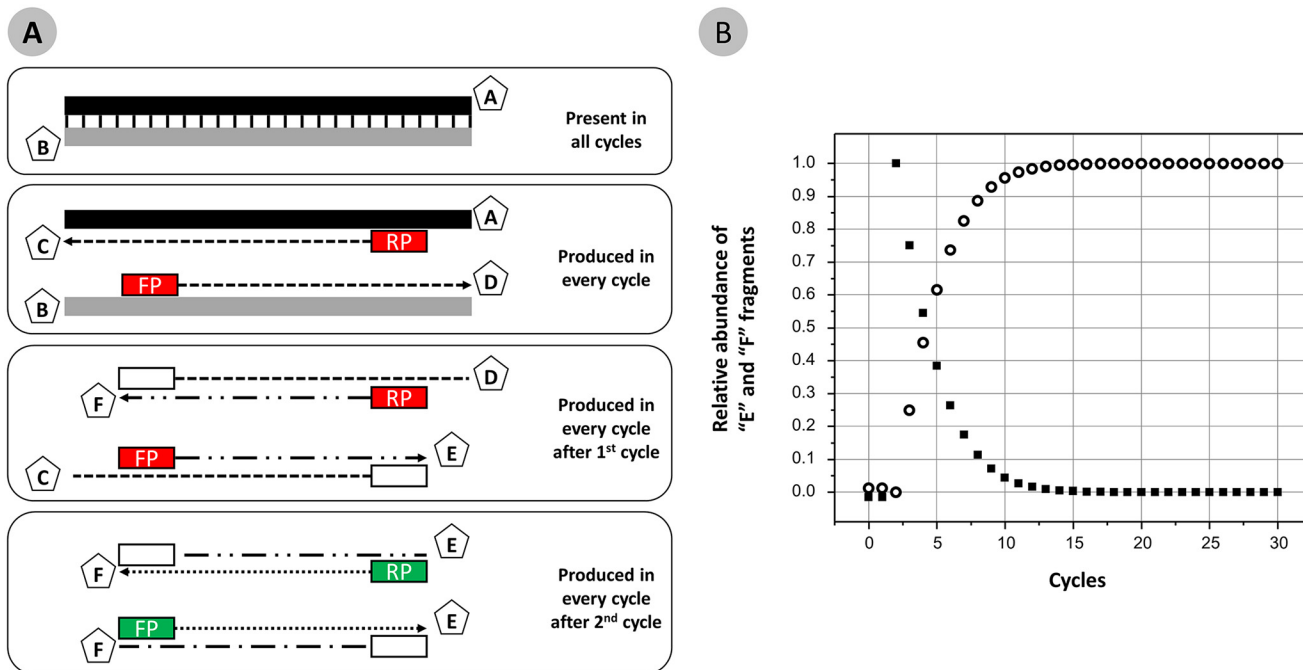 A
A
B
Present in
all cycles
A
C
RP
FP
D
B
Produced in
every cycle
D
F
RP
FP
E
C
Produced in
every cycle
after 1st cycle
E
F
RP
FP
E
F
Produced in
every cycle
after 2nd cycle
B
Relative abundance of
“E” and “F” fragments
1.0
0.9
0.8
0.7
0.6
0.5
0.4
0.3
0.2
0.1
0.0
0 5 10 15 20 25 30
Cycles